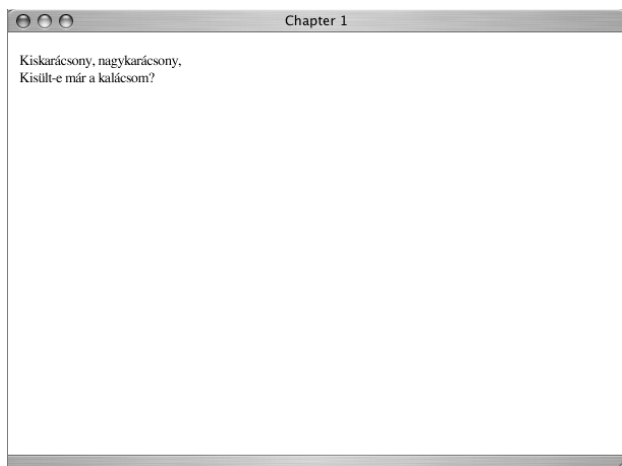 Chapter 1
Kiskarácsony, nagykarácsony,
Kisült-e már a kalácsom?